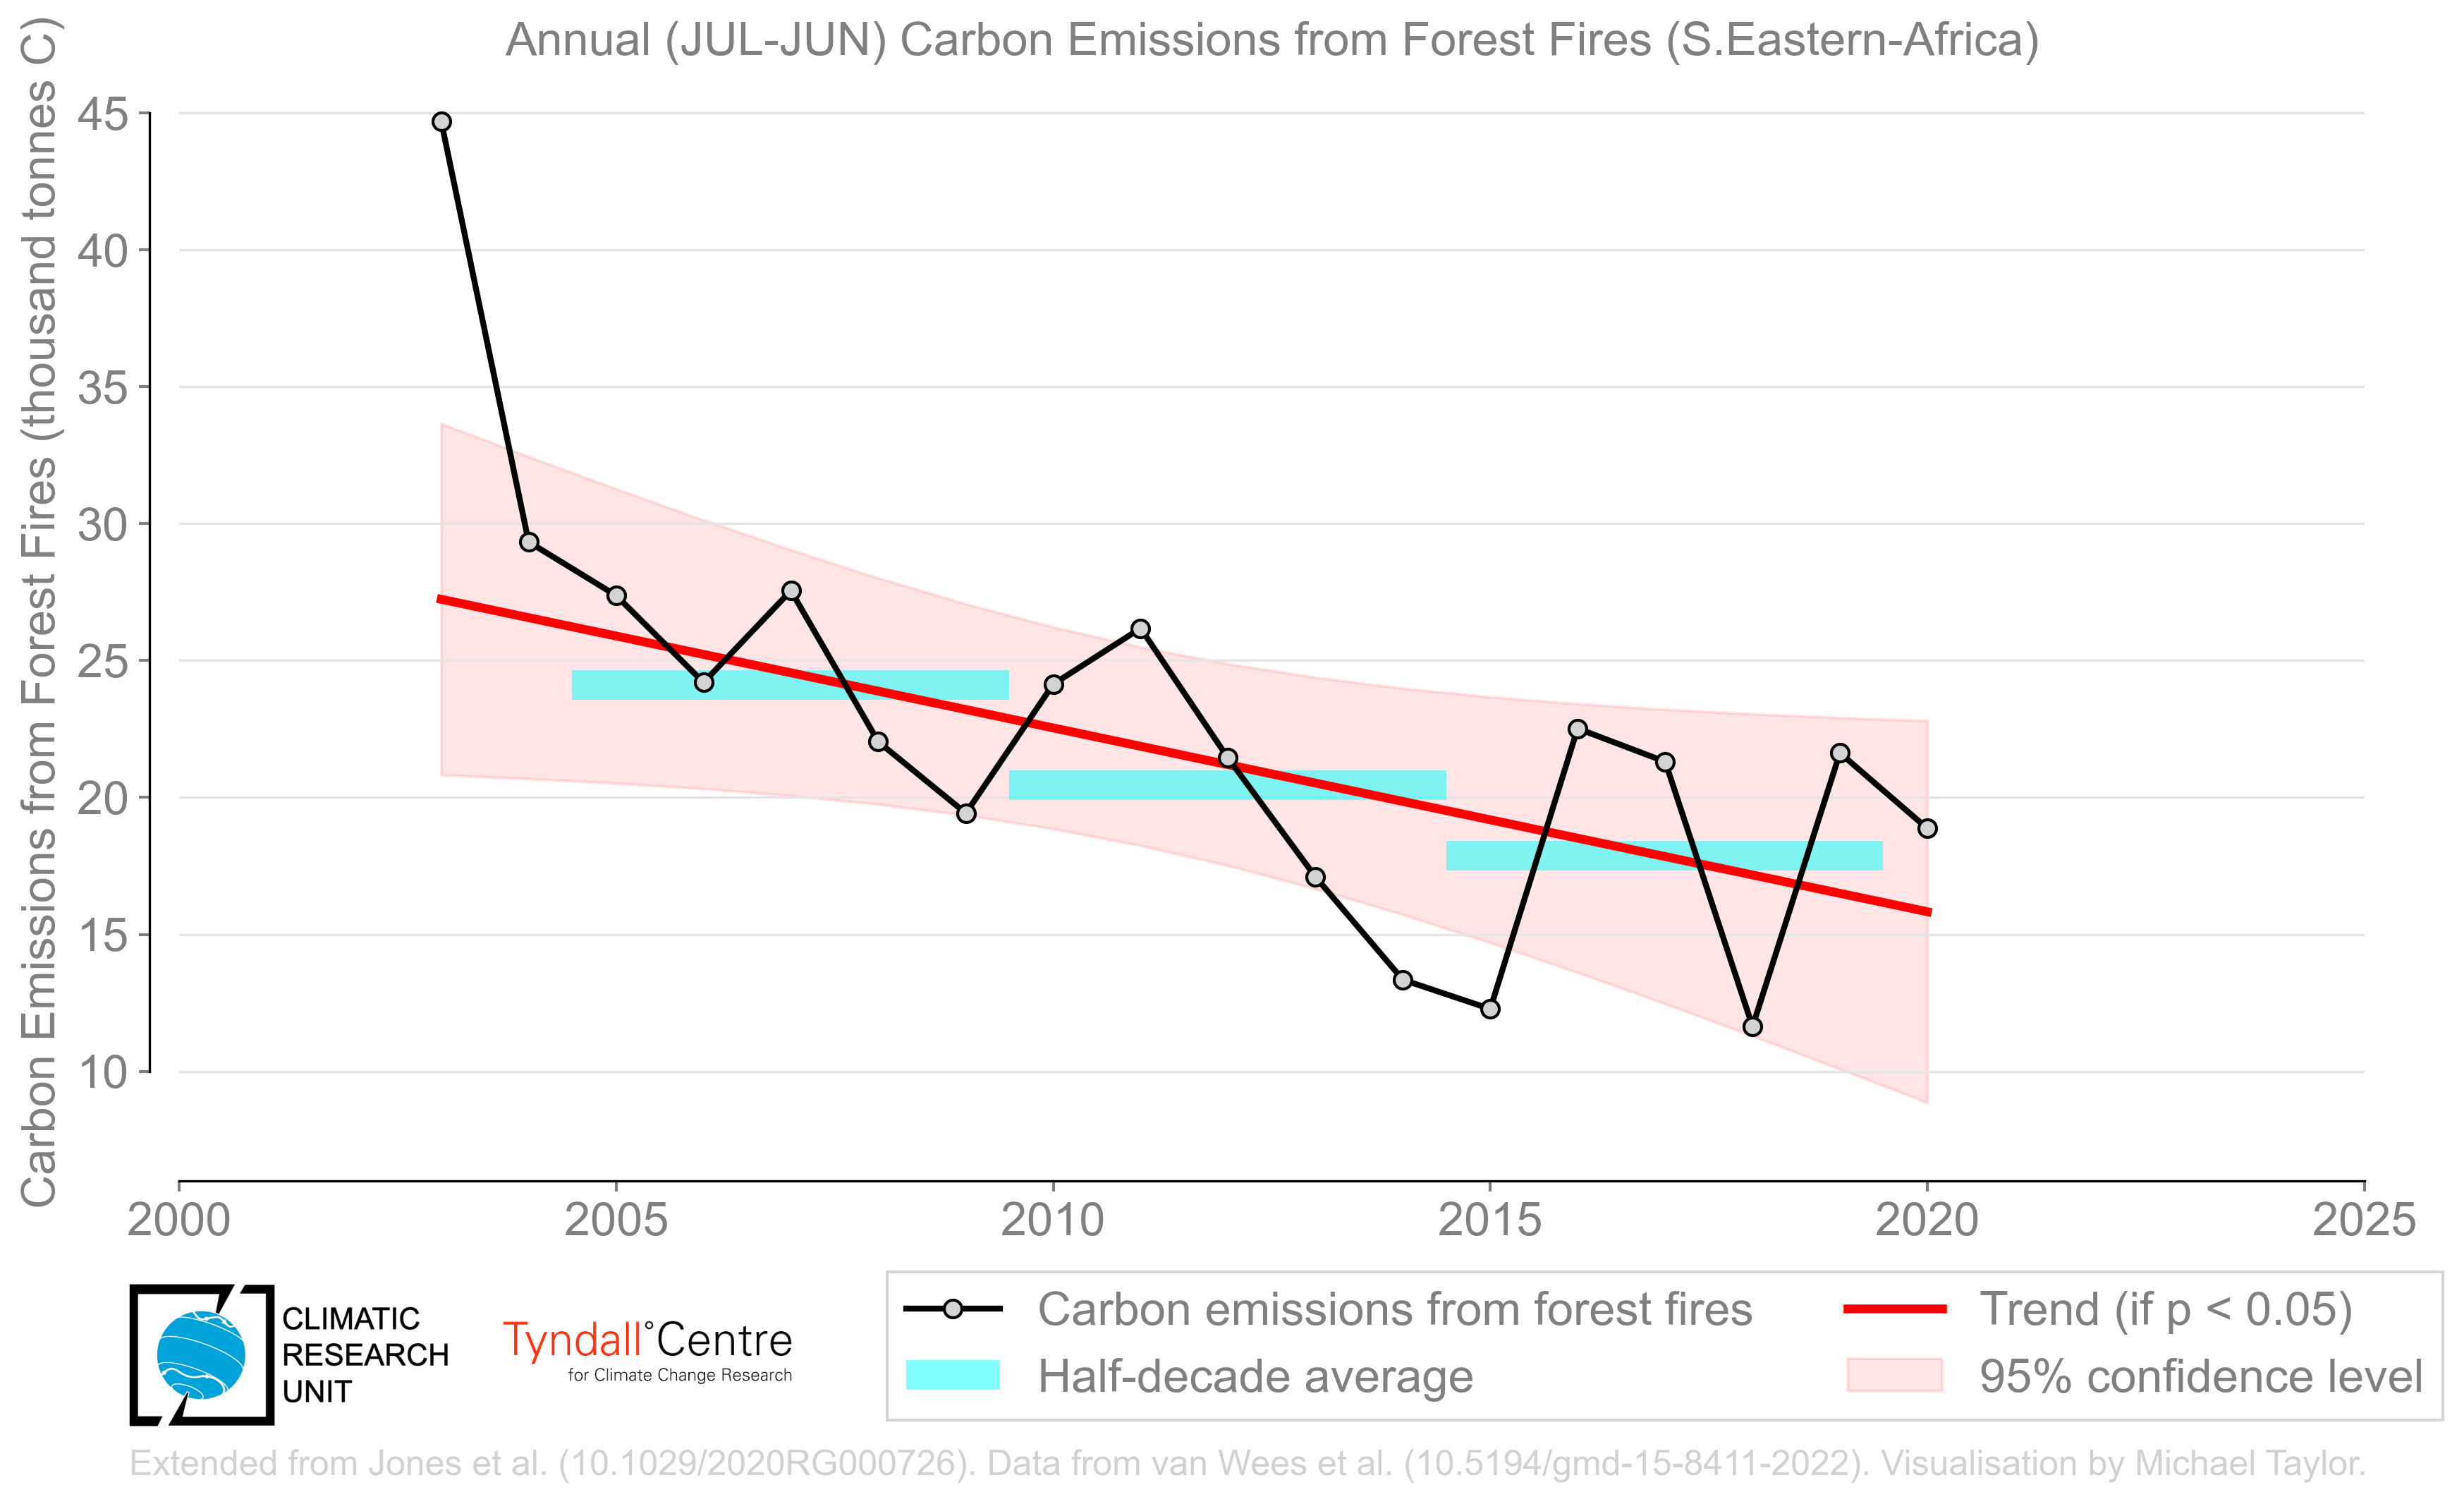 Annual (JUL-JUN) Carbon Emissions from Forest Fires (S.Eastern-Africa)
Carbon Emissions from Forest Fires (thousand tonnes C)
45
40
35
30
25
20
15
10
2000 2005 2010 2015 2020 2025
CLIMATIC
RESEARCH
UNIT
Tyndall°Centre
for Climate Change Research
Carbon emissions from forest fires
Half-decade average
Trend (if p < 0.05)
95% confidence level
Extended from Jones et al. (10.1029/2020RG000726). Data from van Wees et al. (10.5194/gmd-15-8411-2022). Visualisation by Michael Taylor.